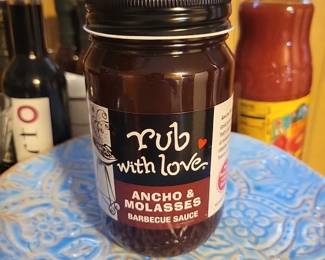 rub
with love
ANCHO &
MOLASSES
BARBECUE SAUCE